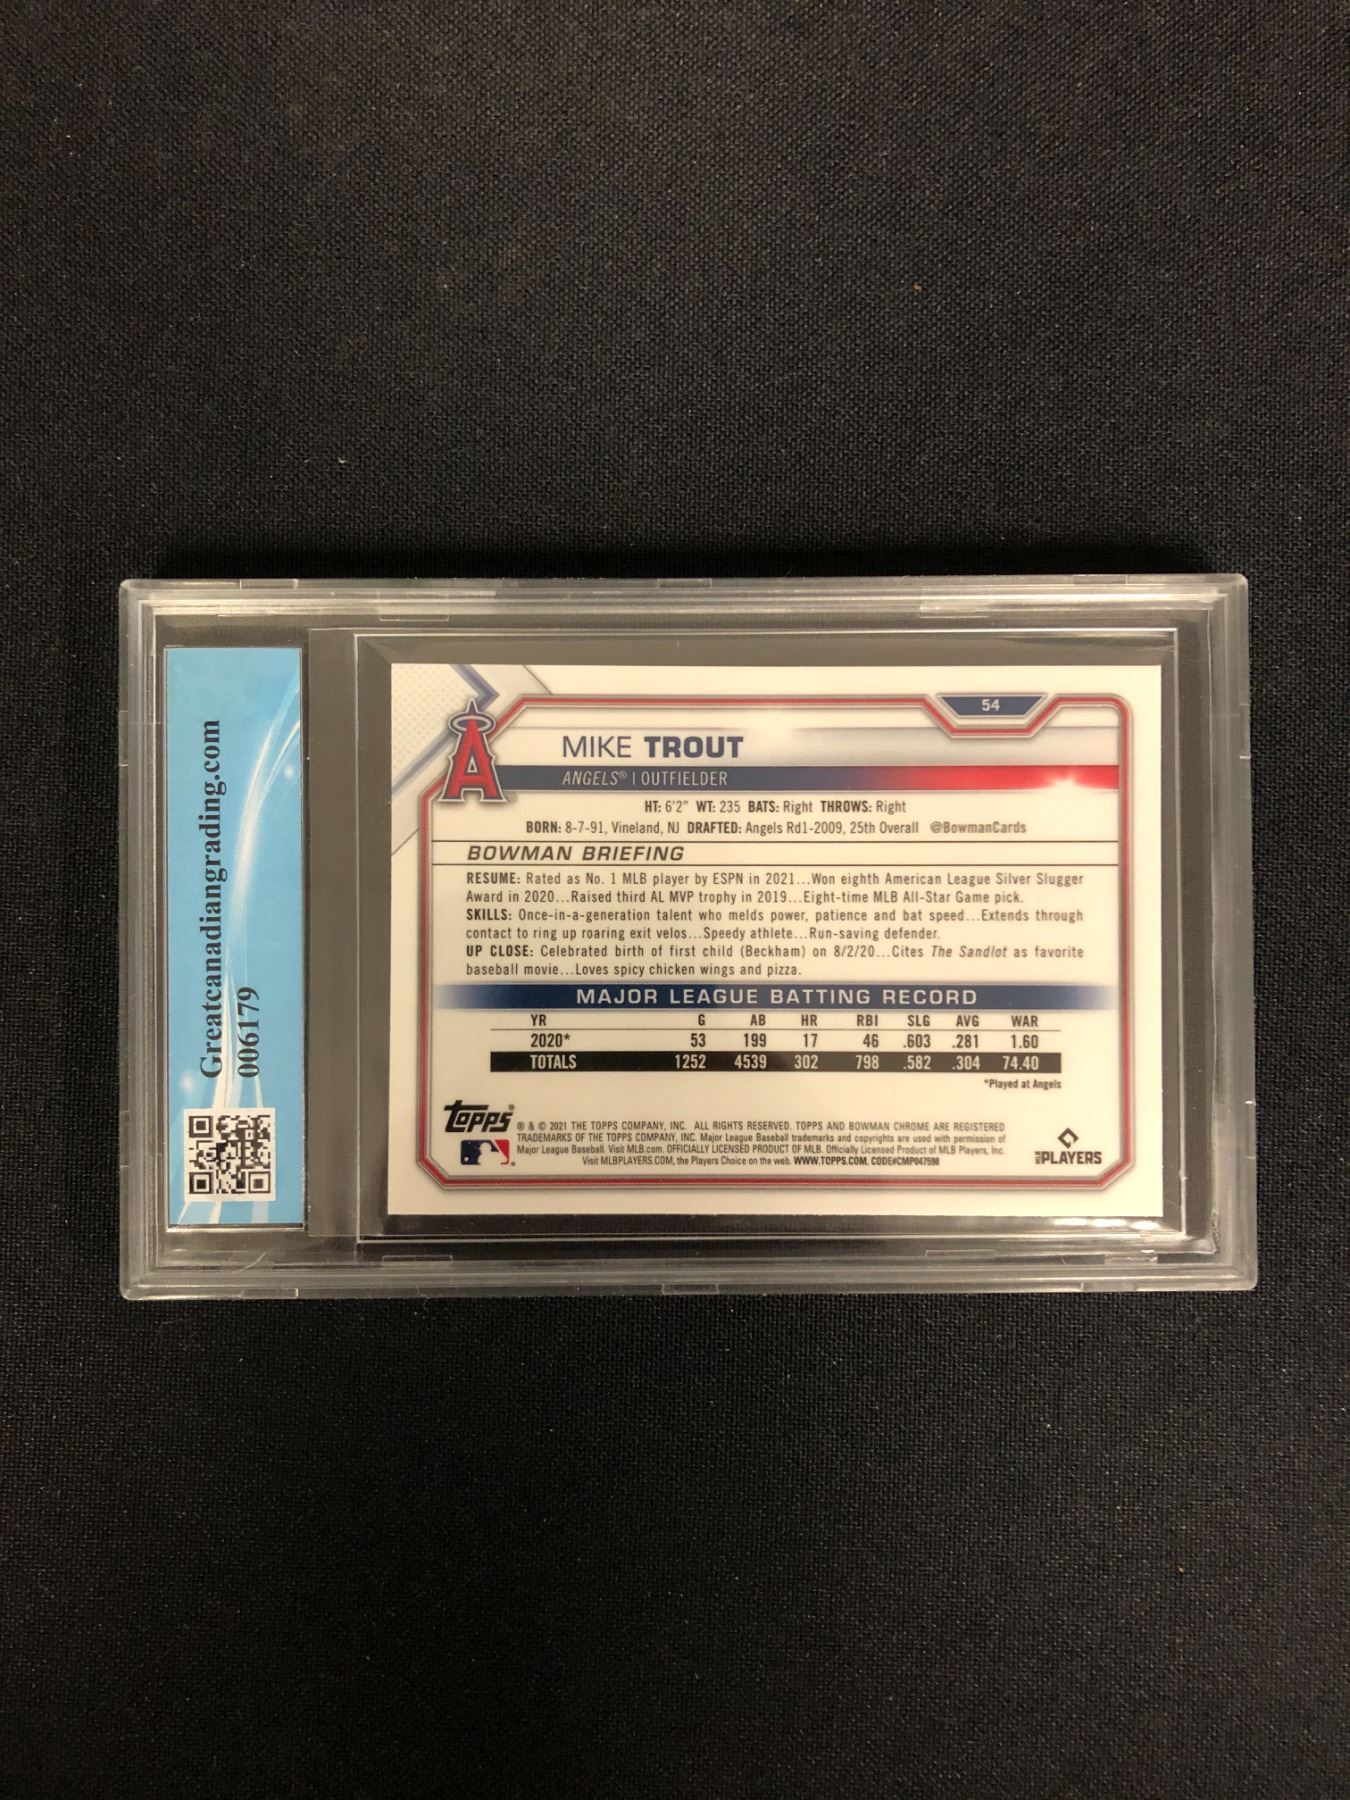 Greatcanadiangrading.com
006179
54
MIKE TROUT
ANGELS® | OUTFIELDER
HT: 6'2" WT: 235 BATS: Right THROWS: Right
BORN: 8-7-91, Vineland, NJ DRAFTED: Angels Rd1-2009, 25th Overall @BowmanCards
BOWMAN BRIEFING
RESUME: Rated as No. 1 MLB player by ESPN in 2021...Won eighth American League Silver Slugger
Award in 2020...Raised third AL MVP trophy in 2019...Eight-time MLB All-Star Game pick.
SKILLS: Once-in-a-generation talent who melds power, patience and bat speed...Extends through
contact to ring up roaring exit velos...Speedy athlete...Run-saving defender.
UP CLOSE: Celebrated birth of first child (Beckham) on 8/2/20...Cites The Sandlot as favorite
baseball movie...Loves spicy chicken wings and pizza.
MAJOR LEAGUE BATTING RECORD
YR G AB HR RBI SLG AVG WAR
2020* 53 199 17 46 .603 .281 1.60
TOTALS 1252 4539 302 798 .582 .304 74.40
*Played at Angels
Topps®
® & © 2021 THE TOPPS COMPANY, INC. ALL RIGHTS RESERVED. TOPPS AND BOWMAN CHROME ARE REGISTERED
TRADEMARKS OF THE TOPPS COMPANY, INC. Major League Baseball trademarks and copyrights are used with permission of
Major League Baseball. Visit MLB.com. OFFICIALLY LICENSED PRODUCT OF MLB. Officially Licensed Product of MLB Players, Inc.
Visit MLBPLAYERS.COM, the Players Choice on the web. WWW.TOPPS.COM. CODE#CMP047598
MLB PLAYERS